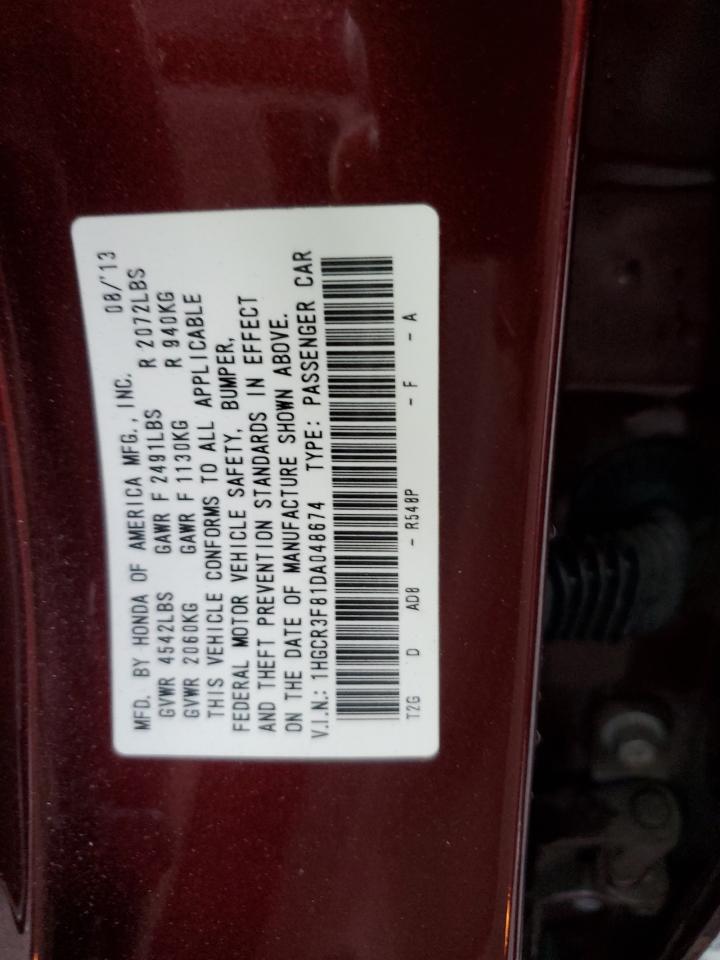 MFD. BY HONDA OF AMERICA MFG., INC. 08/'13
GVWR 4542LBS GAWR F 2491LBS R 2072LBS
GVWR 2060KG GAWR F 1130KG R 940KG
THIS VEHICLE CONFORMS TO ALL APPLICABLE
FEDERAL MOTOR VEHICLE SAFETY, BUMPER,
AND THEFT PREVENTION STANDARDS IN EFFECT
ON THE DATE OF MANUFACTURE SHOWN ABOVE.
V.I.N.: 1HGCR3F81DA048674 TYPE: PASSENGER CAR
T2G D AD8 - R548P - F - A